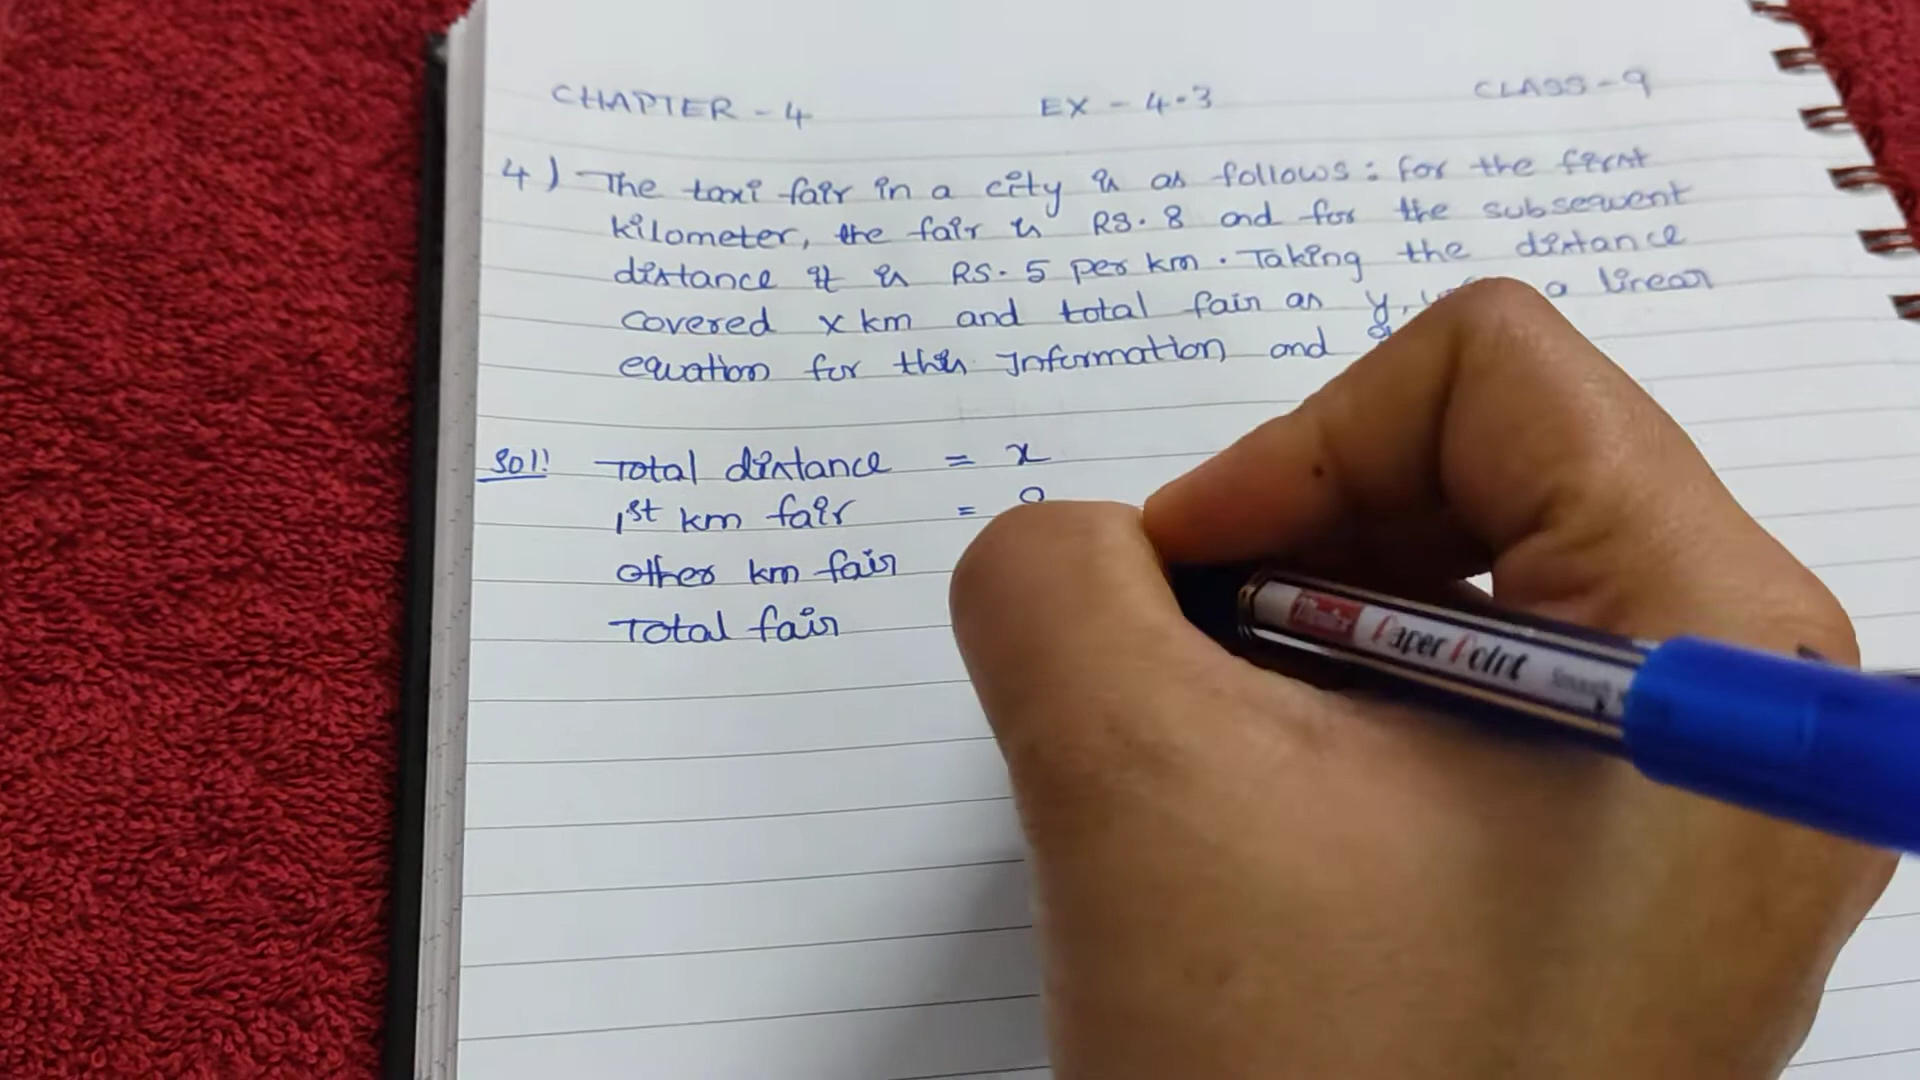 CHAPTER - 4 EX - 4.3 CLASS - 9
4) The taxi fair in a city is as follows: for the first
kilometer, the fair is RS. 8 and for the subsequent
distance it is RS. 5 per km. Taking the distance
covered x km and total fair as y, a linear
equation for this Information and
Sol: Total distance = x
1st km fair =
Other km fair
Total fair
Paper Point